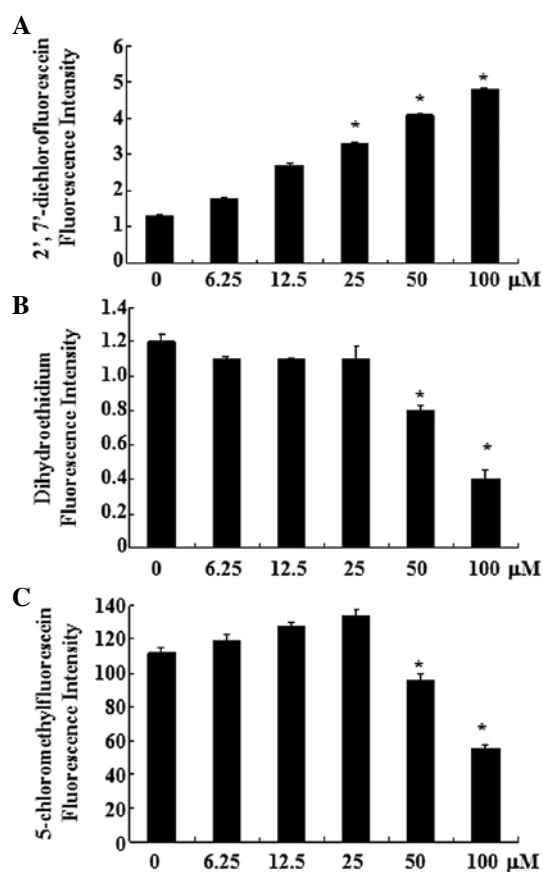 A
2', 7'-dichlorofluorescein
Fluorescence Intensity
6
5
4
3
2
1
0
* * *
0 6.25 12.5 25 50 100 μM
B
Dihydroethidium
Fluorescence Intensity
1.4
1.2
1.0
0.8
0.6
0.4
0.2
0
* *
0 6.25 12.5 25 50 100 μM
C
5-chloromethylfluorescein
Fluorescence Intensity
140
120
100
80
60
40
20
0
* *
0 6.25 12.5 25 50 100 μM